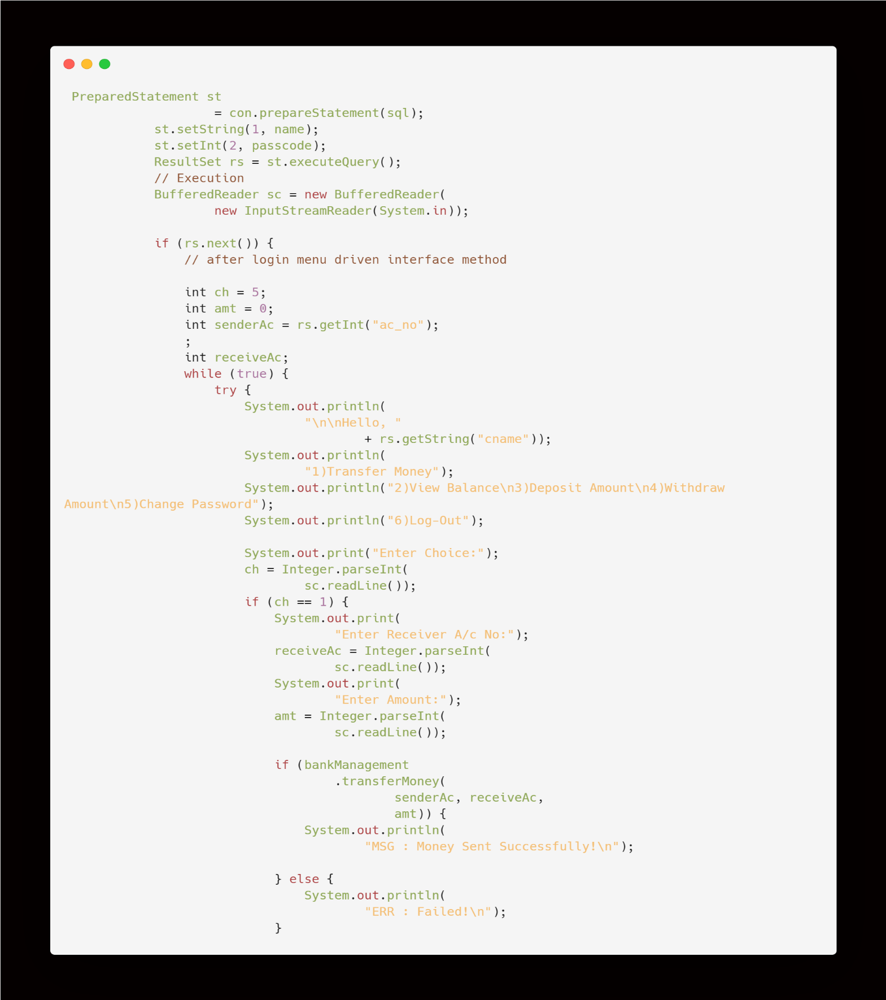 PreparedStatement st
= con.prepareStatement(sql);
st.setString(1, name);
st.setInt(2, passcode);
ResultSet rs = st.executeQuery();
// Execution
BufferedReader sc = new BufferedReader(
new InputStreamReader(System.in));
if (rs.next()) {
// after login menu driven interface method
int ch = 5;
int amt = 0;
int senderAc = rs.getInt("ac_no");
;
int receiveAc;
while (true) {
try {
System.out.println(
"\n\nHello, "
+ rs.getString("cname"));
System.out.println(
"1)Transfer Money");
System.out.println("2)View Balance\n3)Deposit Amount\n4)Withdraw
Amount\n5)Change Password");
System.out.println("6)Log-Out");
System.out.print("Enter Choice:");
ch = Integer.parseInt(
sc.readLine());
if (ch == 1) {
System.out.print(
"Enter Receiver A/c No:");
receiveAc = Integer.parseInt(
sc.readLine());
System.out.print(
"Enter Amount:");
amt = Integer.parseInt(
sc.readLine());
if (bankManagement
.transferMoney(
senderAc, receiveAc,
amt)) {
System.out.println(
"MSG : Money Sent Successfully!\n");
} else {
System.out.println(
"ERR : Failed!\n");
}